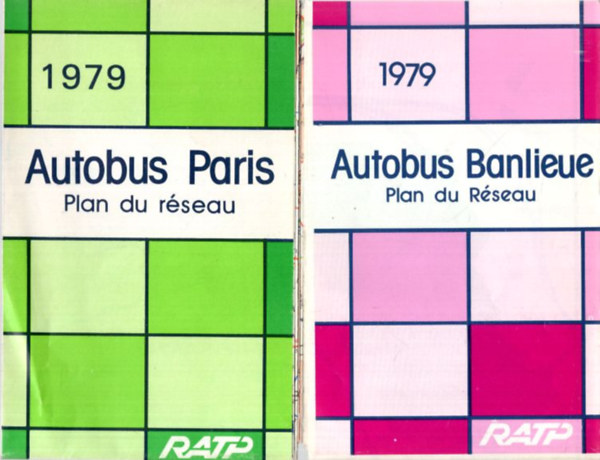 1979
Autobus Paris
Plan du réseau
RATP
1979
Autobus Banlieue
Plan du Réseau
RATP